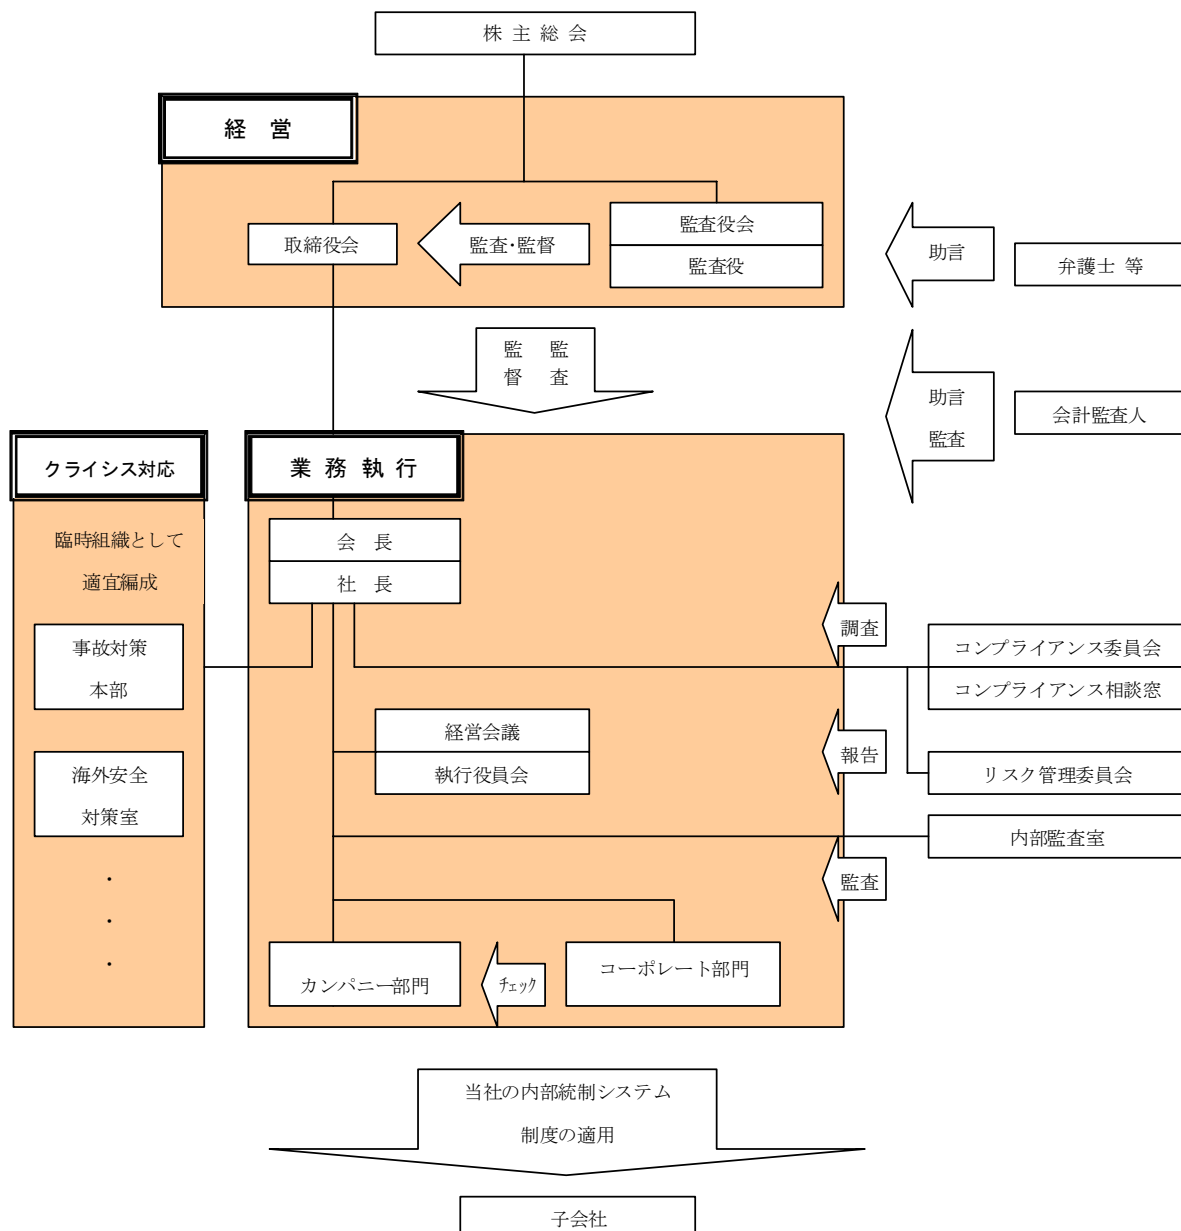 株 主 総 会
経 営
取締役会
監査・監督
監査役会
監査役
助言
弁護士 等
監 監
督 査
助言
監査
会計監査人
クライシス対応
業 務 執 行
臨時組織として
適宜編成
会 長
社 長
事故対策
本部
調査
コンプライアンス委員会
コンプライアンス相談窓
経営会議
執行役員会
報告
リスク管理委員会
海外安全
対策室
内部監査室
監査
・
・
・
カンパニー部門
チェック
コーポレート部門
当社の内部統制システム
制度の適用
子会社